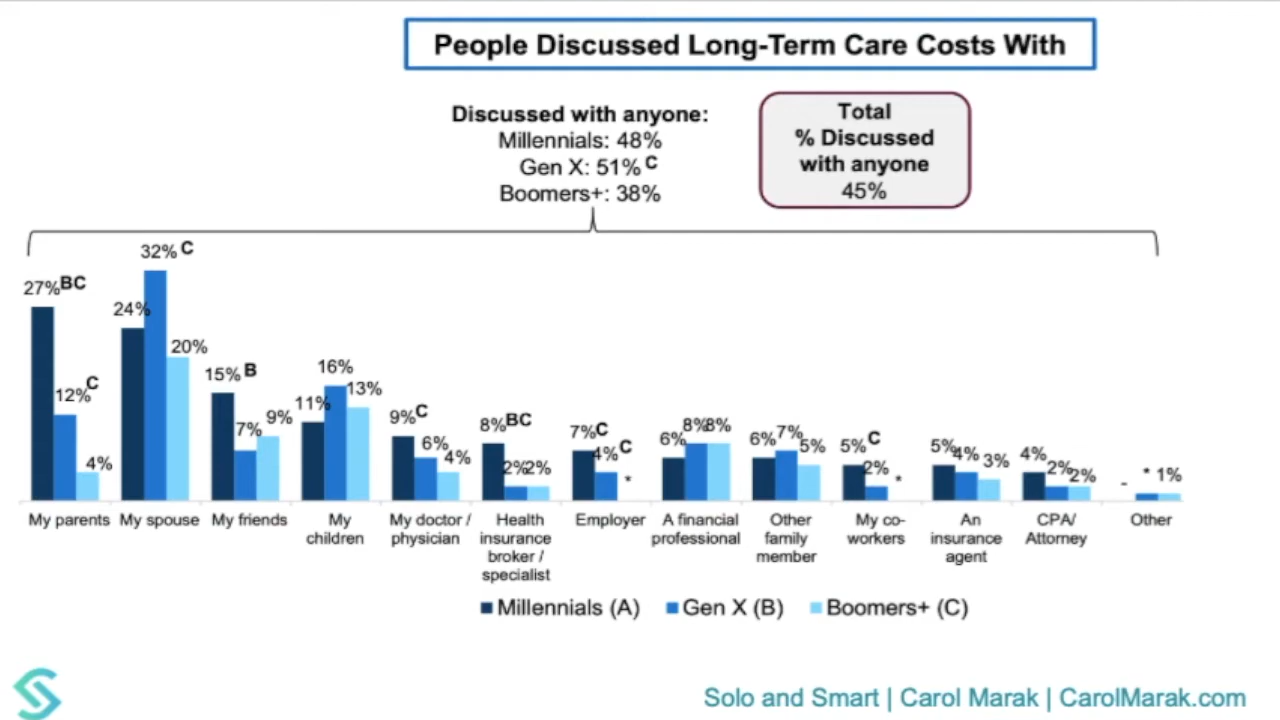 People Discussed Long-Term Care Costs With
Discussed with anyone:
Millennials: 48%
Gen X: 51% C
Boomers+: 38%
Total
% Discussed
with anyone
45%
27% BC
12% C
4%
24%
32% C
20%
15% B
7%
9%
11%
16%
13%
9% C
6%
4%
8% BC
2%
2%
7% C
4% C
*
6%
8%
8%
6%
7%
5%
5% C
2%
*
5%
4%
3%
4%
2%
2%
-
*
1%
My parents
My spouse
My friends
My
children
My doctor /
physician
Health
insurance
broker /
specialist
Employer
A financial
professional
Other
family
member
My co-
workers
An
insurance
agent
CPA/
Attorney
Other
Millennials (A)
Gen X (B)
Boomers+ (C)
Solo and Smart | Carol Marak | CarolMarak.com